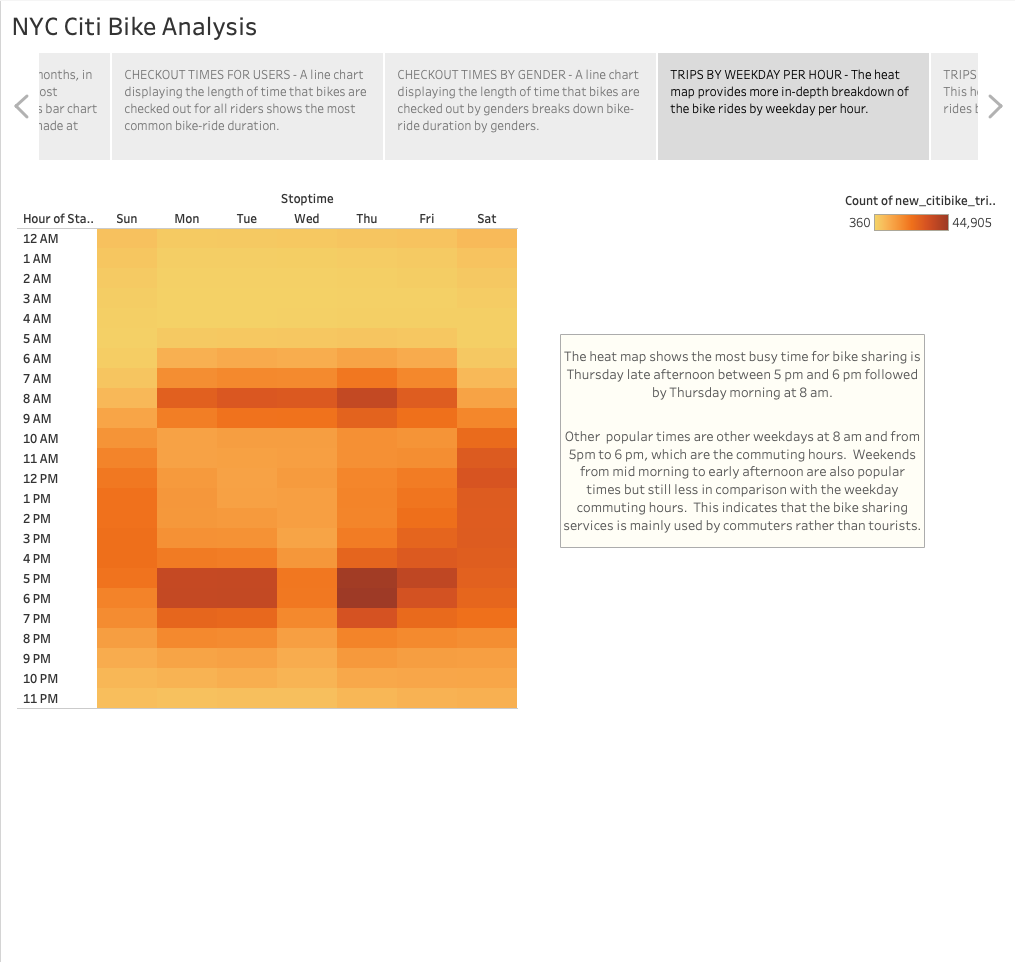 NYC Citi Bike Analysis
months, in
ost
s bar chart
made at
CHECKOUT TIMES FOR USERS - A line chart
displaying the length of time that bikes are
checked out for all riders shows the most
common bike-ride duration.
CHECKOUT TIMES BY GENDER - A line chart
displaying the length of time that bikes are
checked out by genders breaks down bike-
ride duration by genders.
TRIPS BY WEEKDAY PER HOUR - The heat
map provides more in-depth breakdown of
the bike rides by weekday per hour.
TRIPS
This he
rides b
Stoptime
Hour of Sta.. Sun Mon Tue Wed Thu Fri Sat
12 AM
1 AM
2 AM
3 AM
4 AM
5 AM
6 AM
7 AM
8 AM
9 AM
10 AM
11 AM
12 PM
1 PM
2 PM
3 PM
4 PM
5 PM
6 PM
7 PM
8 PM
9 PM
10 PM
11 PM
Count of new_citibike_tri..
360 44,905
The heat map shows the most busy time for bike sharing is
Thursday late afternoon between 5 pm and 6 pm followed
by Thursday morning at 8 am.
Other popular times are other weekdays at 8 am and from
5pm to 6 pm, which are the commuting hours. Weekends
from mid morning to early afternoon are also popular
times but still less in comparison with the weekday
commuting hours. This indicates that the bike sharing
services is mainly used by commuters rather than tourists.